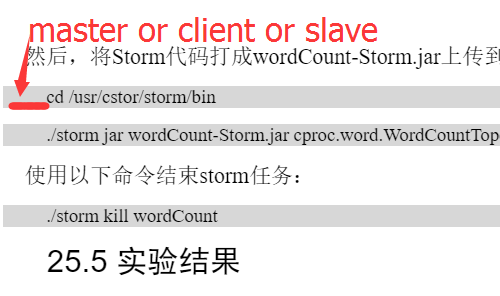 master or client or slave
然后，将Storm代码打成wordCount-Storm.jar上传到
cd /usr/cstor/storm/bin
./storm jar wordCount-Storm.jar cproc.word.WordCountTop
使用以下命令结束storm任务：
./storm kill wordCount
25.5 实验结果